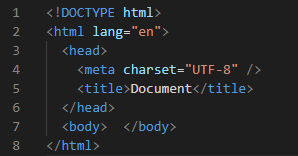 1 <!DOCTYPE html>
2 <html lang="en">
3   <head>
4     <meta charset="UTF-8" />
5     <title>Document</title>
6   </head>
7   <body>  </body>
8 </html>